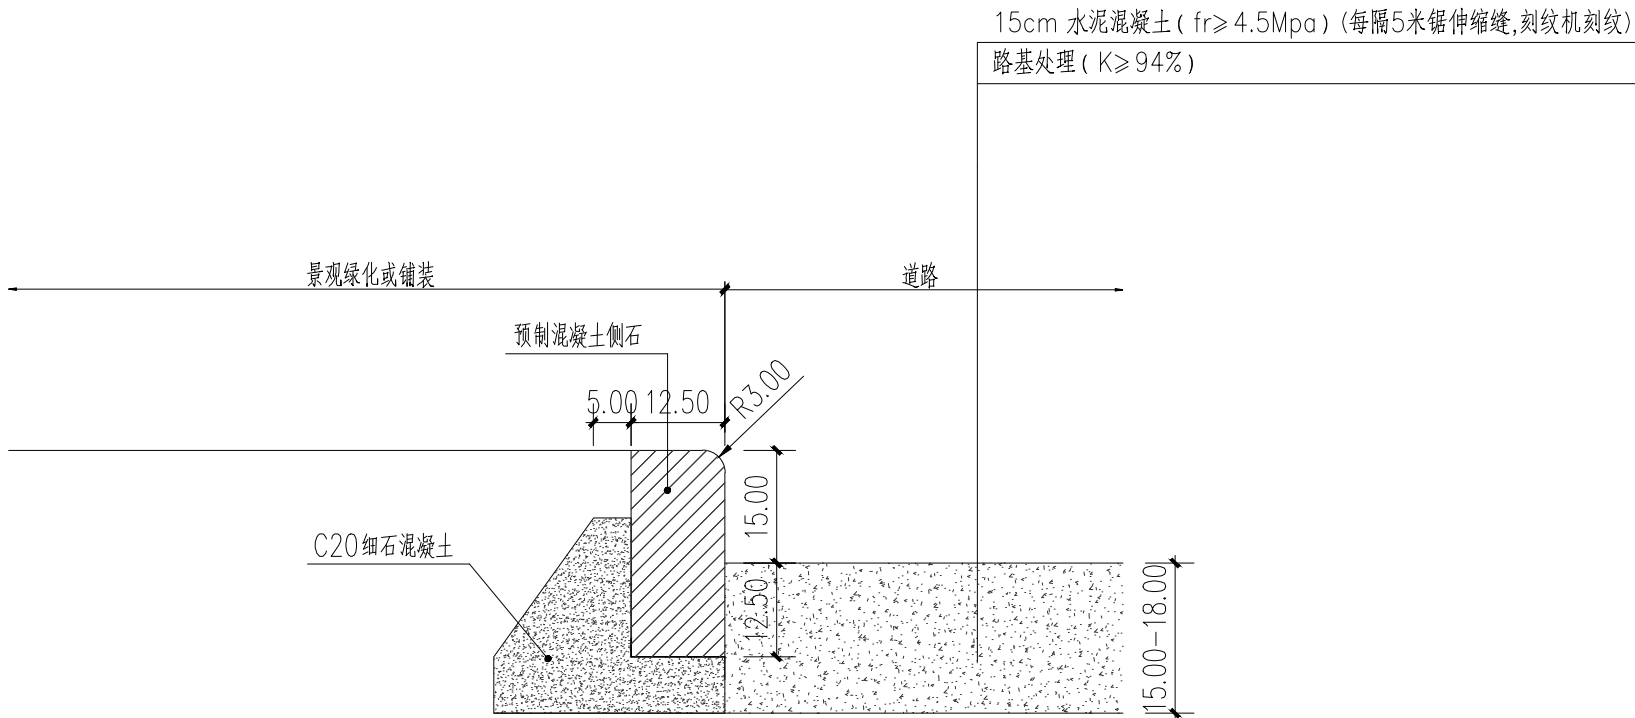 15cm 水泥混凝土(fr≥4.5Mpa)(每隔5米锯伸缩缝,刻纹机刻纹)
路基处理(K≥94%)
景观绿化或铺装
道路
预制混凝土侧石
5.00
12.50
R3.00
15.00
C20细石混凝土
12.50
15.00-18.00